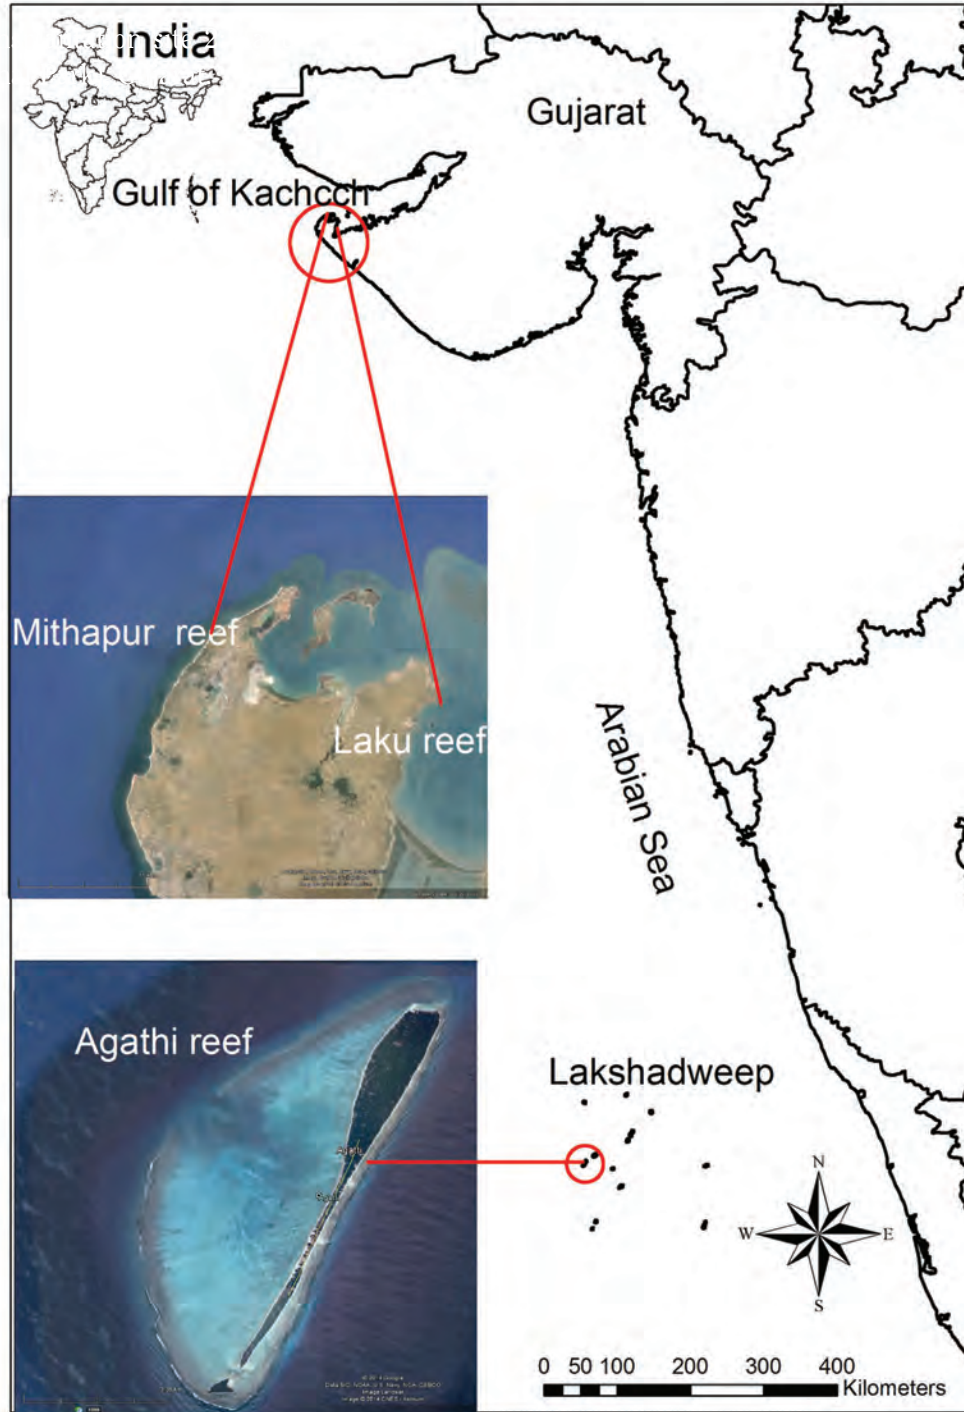 India
Gujarat
Gulf of Kachcch
Mithapur reef
Laku reef
Arabian Sea
Agathi reef
Lakshadweep
N
W E
S
0 50 100 200 300 400
Kilometers